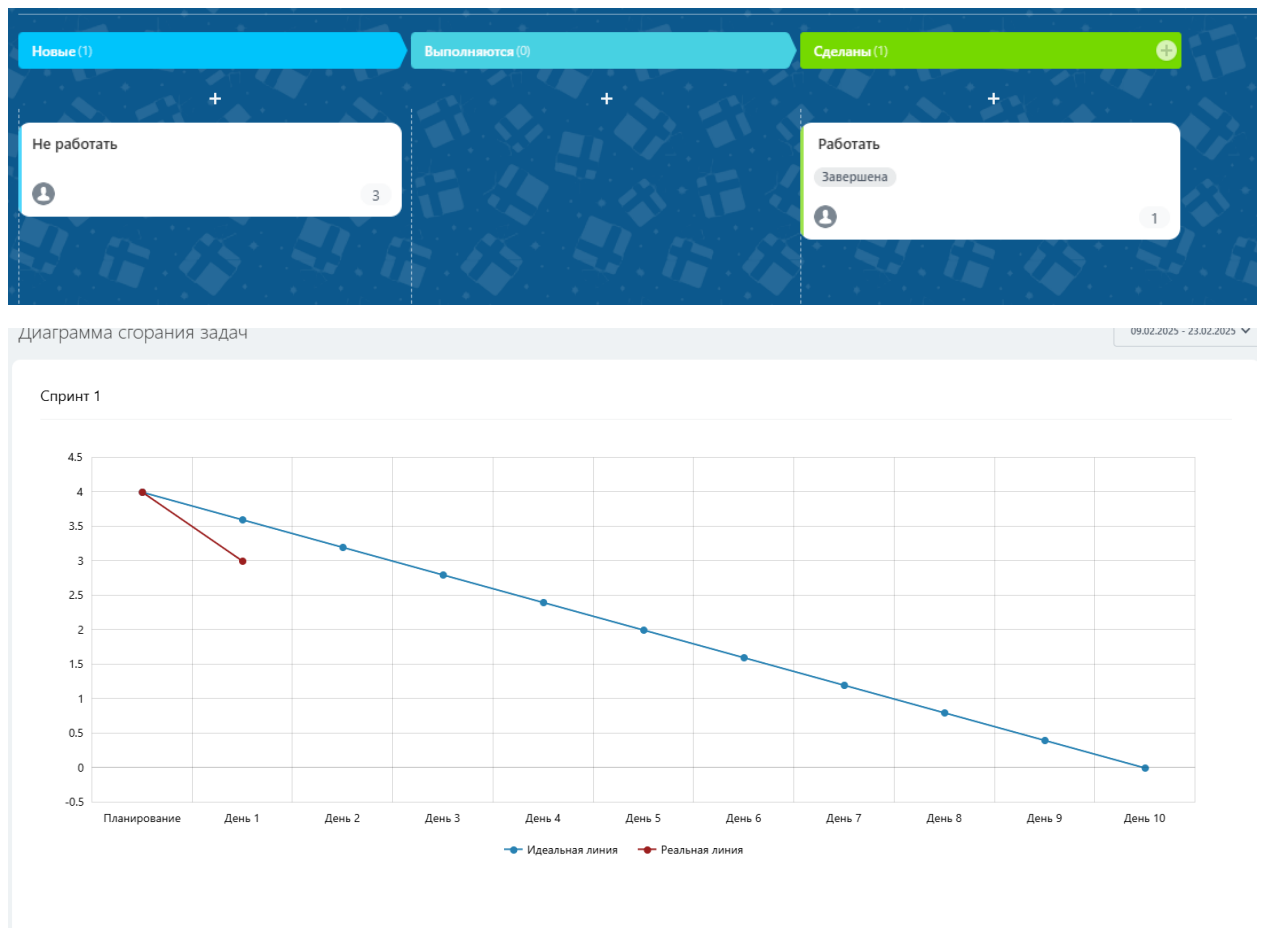 Новые (1)
Выполняются (0)
Сделаны (1)
Не работать
3
Работать
Завершена
1
Диаграмма сгорания задач
09.02.2025 - 23.02.2025
Спринт 1
4.5
4
3.5
3
2.5
2
1.5
1
0.5
0
-0.5
Планирование День 1 День 2 День 3 День 4 День 5 День 6 День 7 День 8 День 9 День 10
Идеальная линия Реальная линия